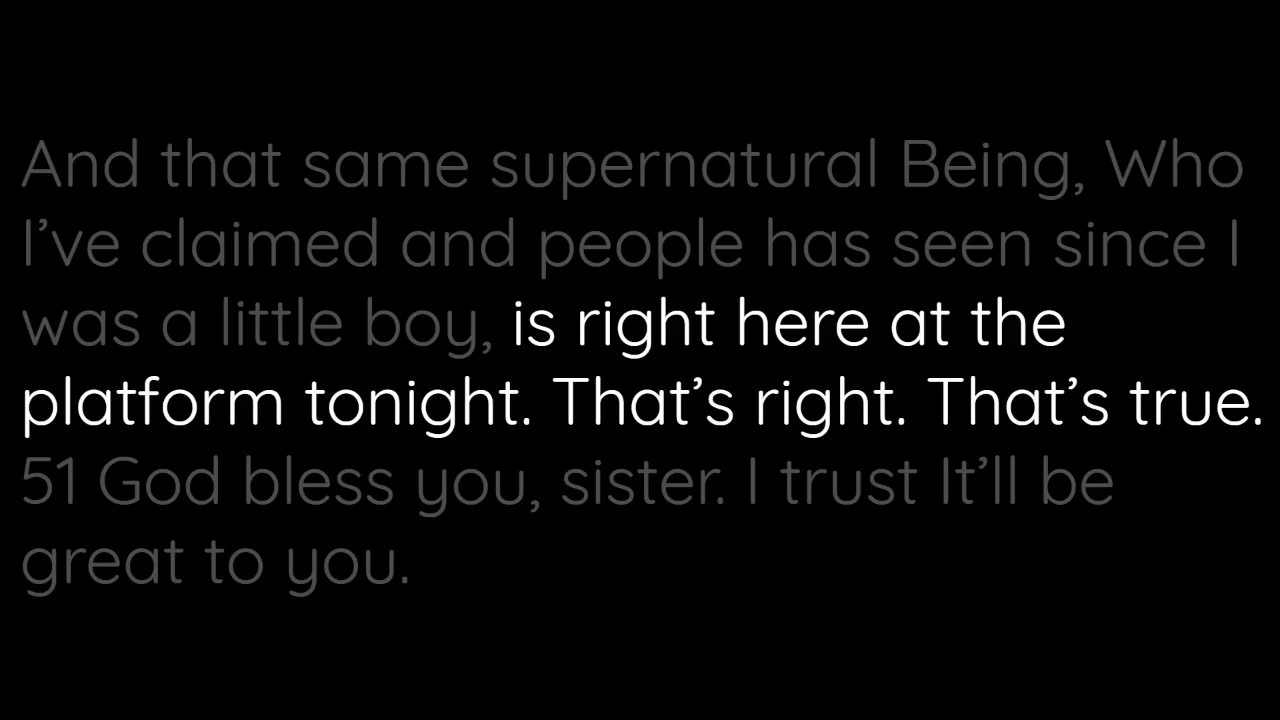 And that same supernatural Being, Who
I’ve claimed and people has seen since I
was a little boy, is right here at the
platform tonight. That’s right. That’s true.
51 God bless you, sister. I trust It’ll be
great to you.